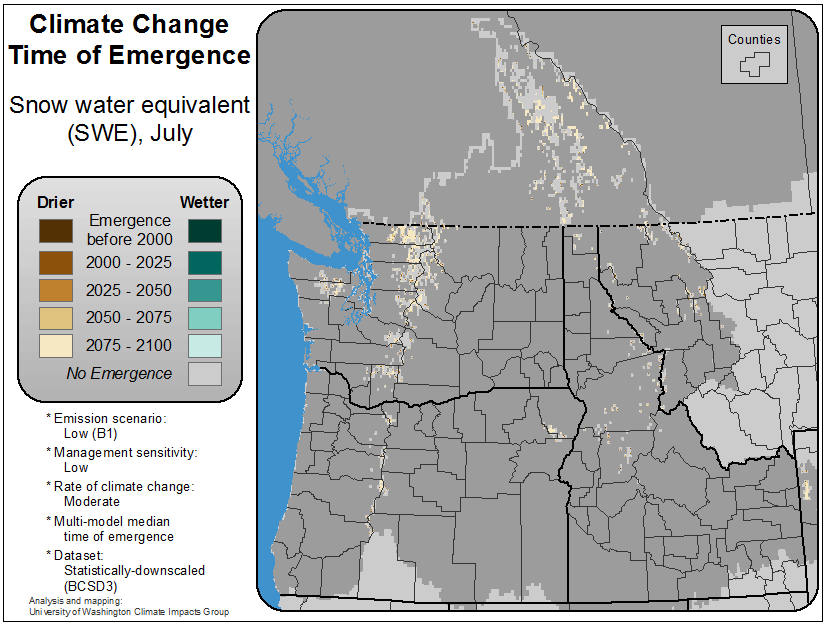 Climate Change
Time of Emergence
Snow water equivalent
(SWE), July
Drier
Wetter
Emergence
before 2000
2000 - 2025
2025 - 2050
2050 - 2075
2075 - 2100
No Emergence
* Emission scenario:
Low (B1)
* Management sensitivity:
Low
* Rate of climate change:
Moderate
* Multi-model median
time of emergence
* Dataset:
Statistically-downscaled
(BCSD3)
Analysis and mapping:
University of Washington Climate Impacts Group
Counties